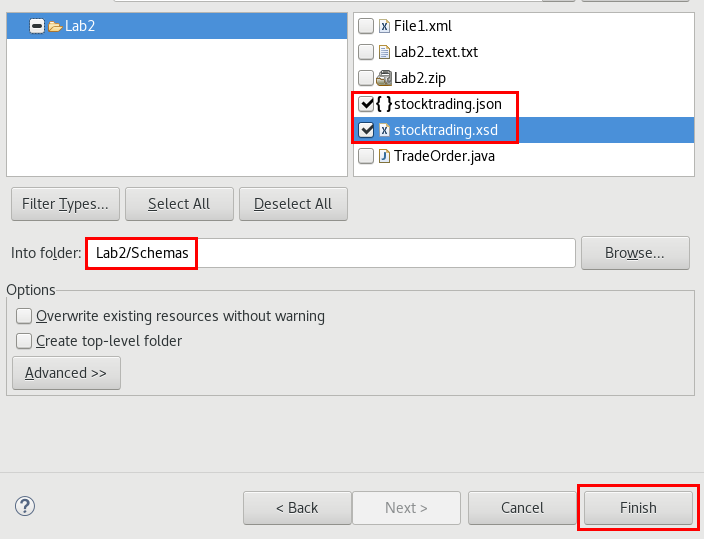 Lab2
File1.xml
Lab2_text.txt
Lab2.zip
{ } stocktrading.json
stocktrading.xsd
TradeOrder.java
Filter Types... Select All Deselect All
Into folder: Lab2/Schemas Browse...
Options
Overwrite existing resources without warning
Create top-level folder
Advanced >>
? < Back Next > Cancel Finish